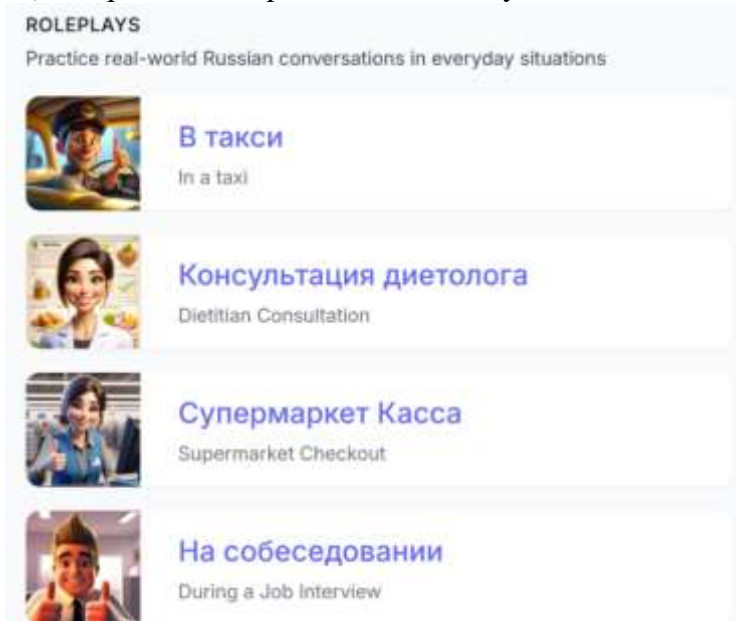 ROLEPLAYS
Practice real-world Russian conversations in everyday situations
В такси
In a taxi
Консультация диетолога
Dietitian Consultation
Супермаркет Касса
Supermarket Checkout
На собеседовании
During a Job Interview